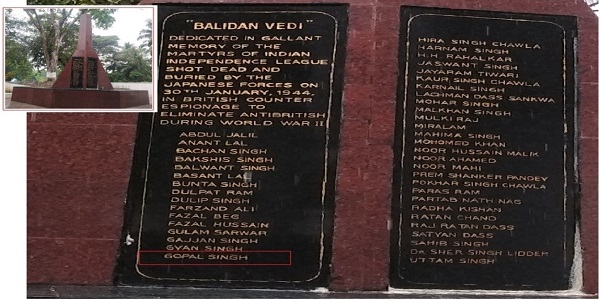 "BALIDAN VEDI"
DEDICATED IN GALLANT
MEMORY OF THE
MARTYRS OF INDIAN
INDEPENDENCE LEAGUE
SHOT DEAD AND
BURIED BY THE
JAPANESE FORCES ON
30TH JANUARY, 1944,
IN BRITISH COUNTER
ESPIONAGE TO
ELIMINATE ANTIBRITISH
DURING WORLD WAR II
ABDUL JALIL
ANANT LAL
BACHAN SINGH
BAKSHIS SINGH
BALWANT SINGH
BASANT LAL
BUNTA SINGH
DULPAT RAM
DULIP SINGH
FARZAND ALI
FAZAL BEG
FAZAL HUSSAIN
GULAM SARWAR
GAJJAN SINGH
GYAN SINGH
GOPAL SINGH
HIRA SINGH CHAWLA
HARNAM SINGH
H.H. RAHALKAR
JASWANT SINGH
JAYARAM TIWARI
KAUR SINGH CHAWLA
KARNAIL SINGH
LACHMAN DASS SANKWA
MOHAR SINGH
MALKHAN SINGH
MULKI RAJ
MIRALAM
MAHIMA SINGH
MOHOMED KHAN
NOOR HUSSAIN MALIK
NOOR AHAMED
NOOR MAHI
PREM SHANKER PANDEY
POKHAR SINGH CHAWLA
PARAS RAM
PARTAB NATH NAG
RADHA KISHAN
RATAN CHAND
RAJ RATAN DASS
SATYAN DASS
SAHIB SINGH
DR SHER SINGH LIDDER
UTTAM SINGH